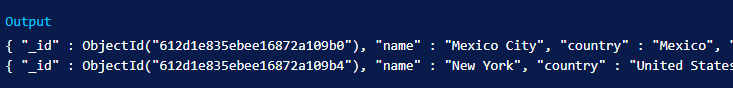 Output
{ "_id" : ObjectId("612d1e835ebee16872a109b0"), "name" : "Mexico City", "country" : "Mexico", "
{ "_id" : ObjectId("612d1e835ebee16872a109b4"), "name" : "New York", "country" : "United States